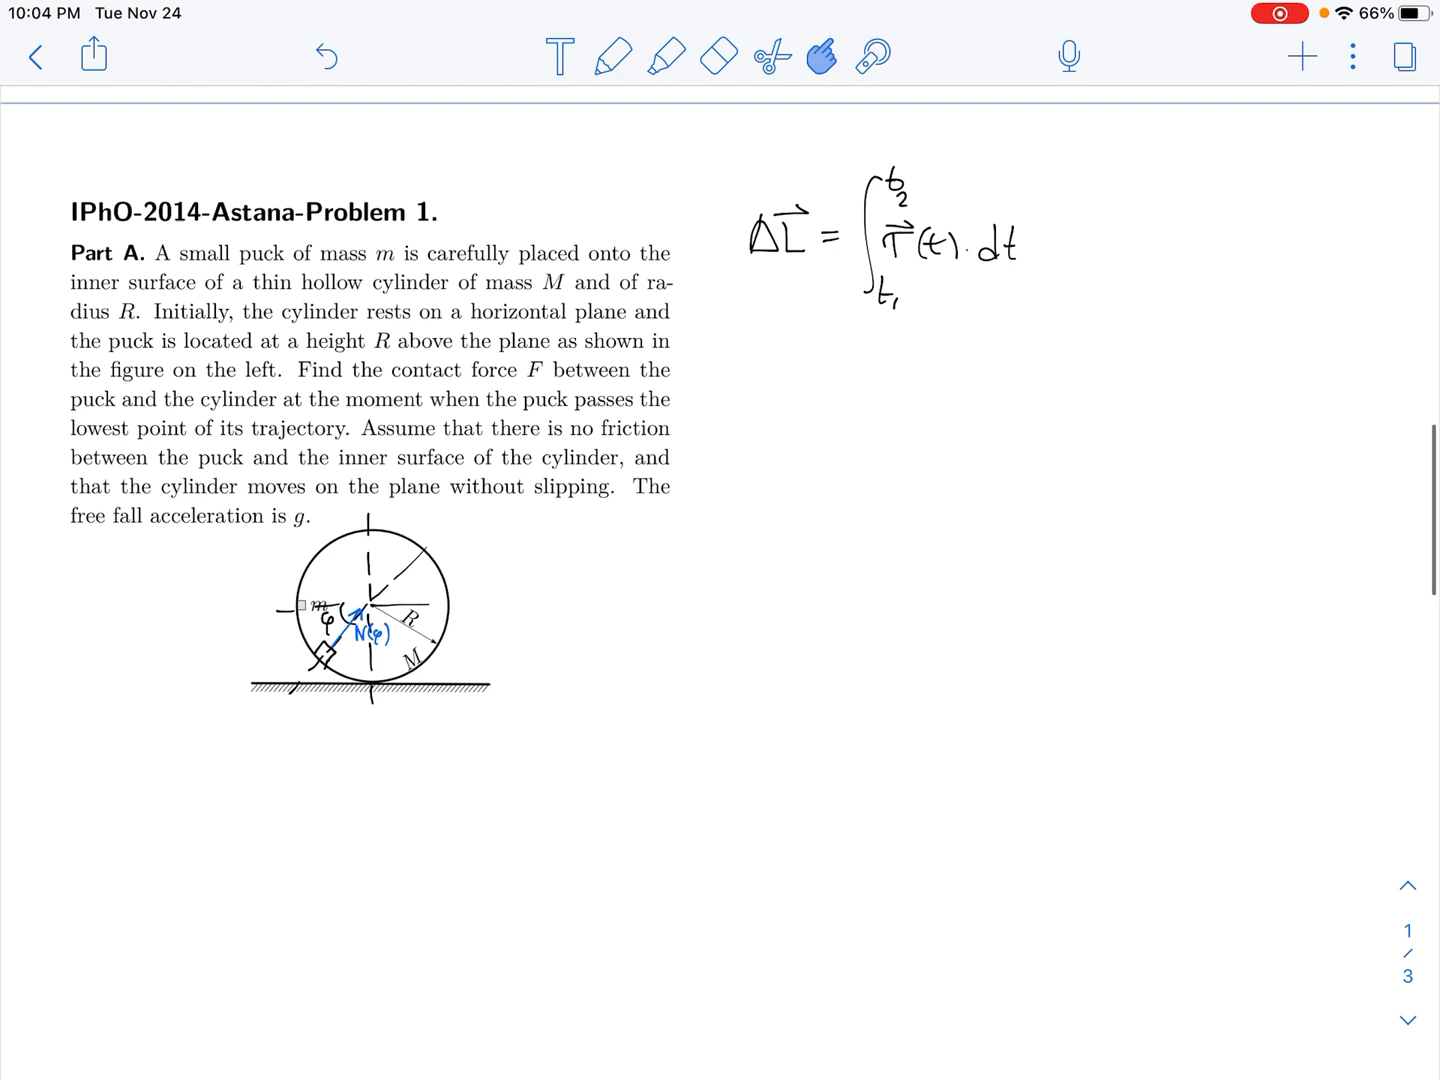 10:04 PM Tue Nov 24
66%
T
IPhO-2014-Astana-Problem 1.
Part A. A small puck of mass m is carefully placed onto the
inner surface of a thin hollow cylinder of mass M and of ra-
dius R. Initially, the cylinder rests on a horizontal plane and
the puck is located at a height R above the plane as shown in
the figure on the left. Find the contact force F between the
puck and the cylinder at the moment when the puck passes the
lowest point of its trajectory. Assume that there is no friction
between the puck and the inner surface of the cylinder, and
that the cylinder moves on the plane without slipping. The
free fall acceleration is g.
m
φ
N(φ)
R
M
ΔL⃗ = ∫_{t₁}^{t₂} τ⃗(t) · dt
1
/
3